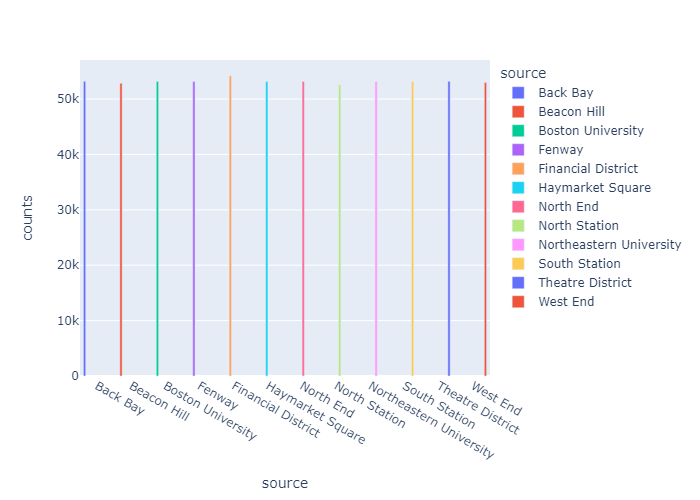 source
Back Bay
Beacon Hill
Boston University
Fenway
Financial District
Haymarket Square
North End
North Station
Northeastern University
South Station
Theatre District
West End
counts
50k
40k
30k
20k
10k
0
Back Bay
Beacon Hill
Boston University
Fenway
Financial District
Haymarket Square
North End
North Station
Northeastern University
South Station
Theatre District
West End
source